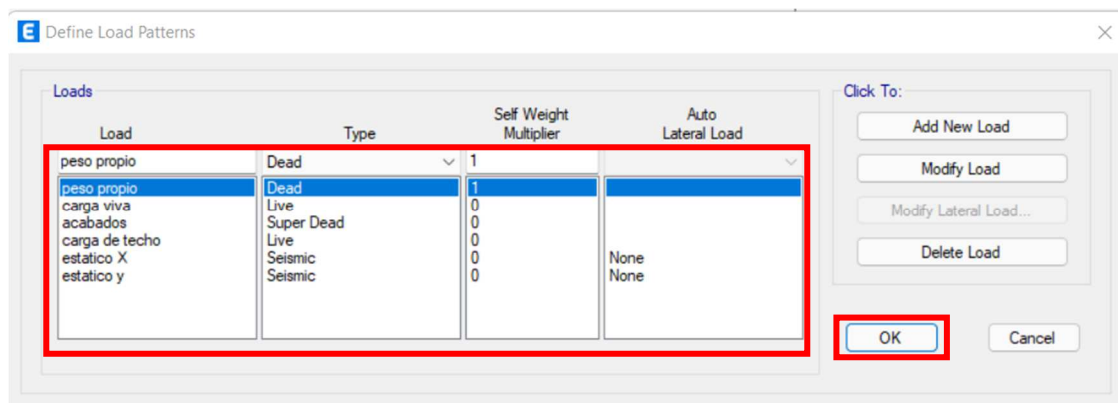 E Define Load Patterns
Loads
Load Type Self Weight Multiplier Auto Lateral Load
peso propio Dead 1
peso propio Dead 1
carga viva Live 0
acabados Super Dead 0
carga de techo Live 0
estatico X Seismic 0 None
estatico y Seismic 0 None
Click To:
Add New Load
Modify Load
Modify Lateral Load...
Delete Load
OK Cancel